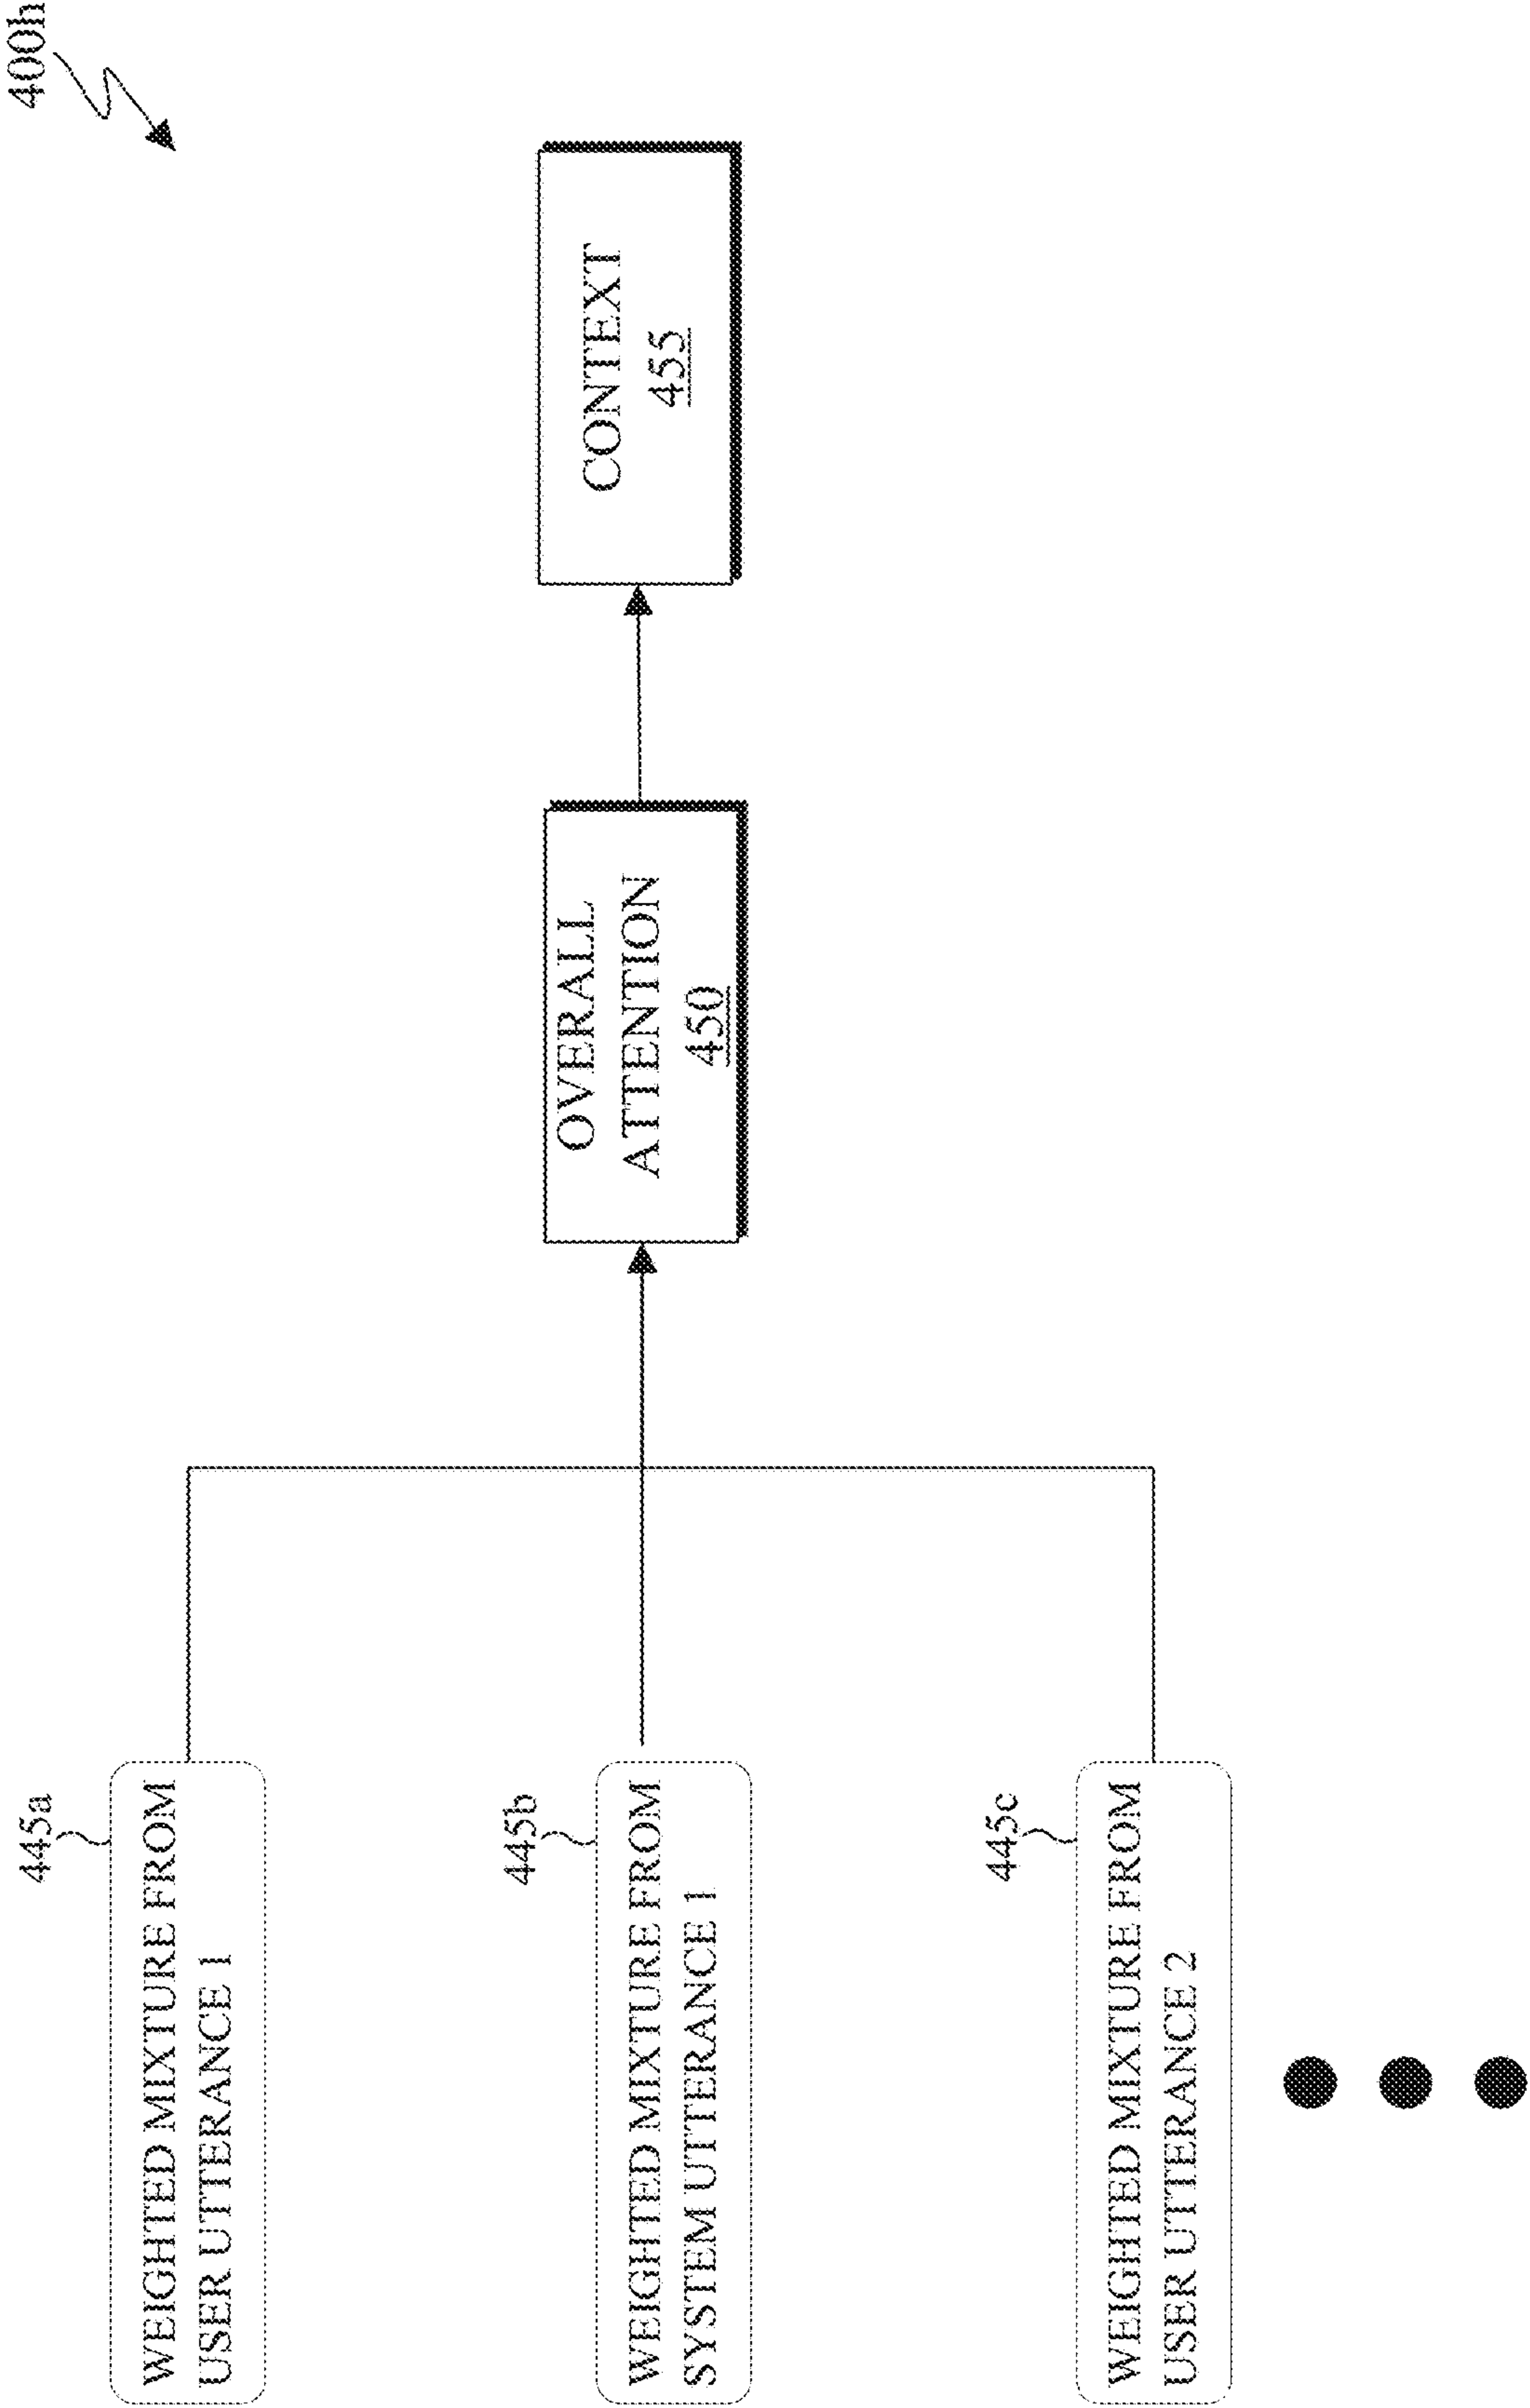 400h
445a
WEIGHTED MIXTURE FROM
USER UTTERANCE 1
445b
WEIGHTED MIXTURE FROM
SYSTEM UTTERANCE 1
445c
WEIGHTED MIXTURE FROM
USER UTTERANCE 2
OVERALL
ATTENTION
450
CONTEXT
455